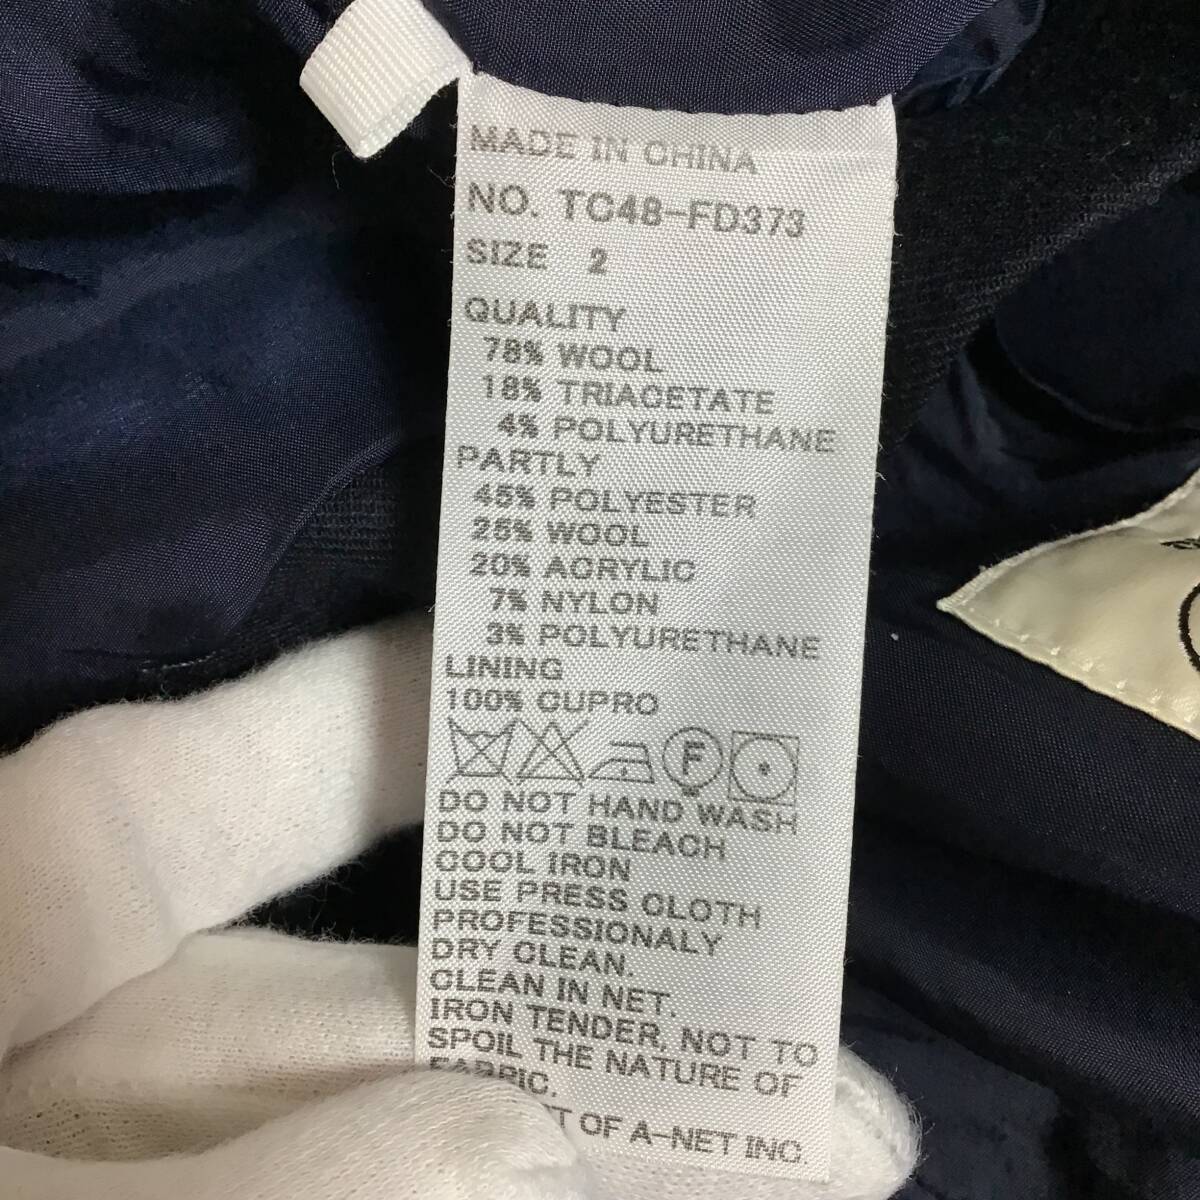 MADE IN CHINA
NO. TC48-FD373
SIZE 2
QUALITY
78% WOOL
18% TRIACETATE
4% POLYURETHANE
PARTLY
45% POLYESTER
25% WOOL
20% ACRYLIC
7% NYLON
3% POLYURETHANE
LINING
100% CUPRO
F
DO NOT HAND WASH
DO NOT BLEACH
COOL IRON
USE PRESS CLOTH
PROFESSIONALY
DRY CLEAN.
CLEAN IN NET.
IRON TENDER, NOT TO
SPOIL THE NATURE OF
FABRIC.
OF A-NET INC.